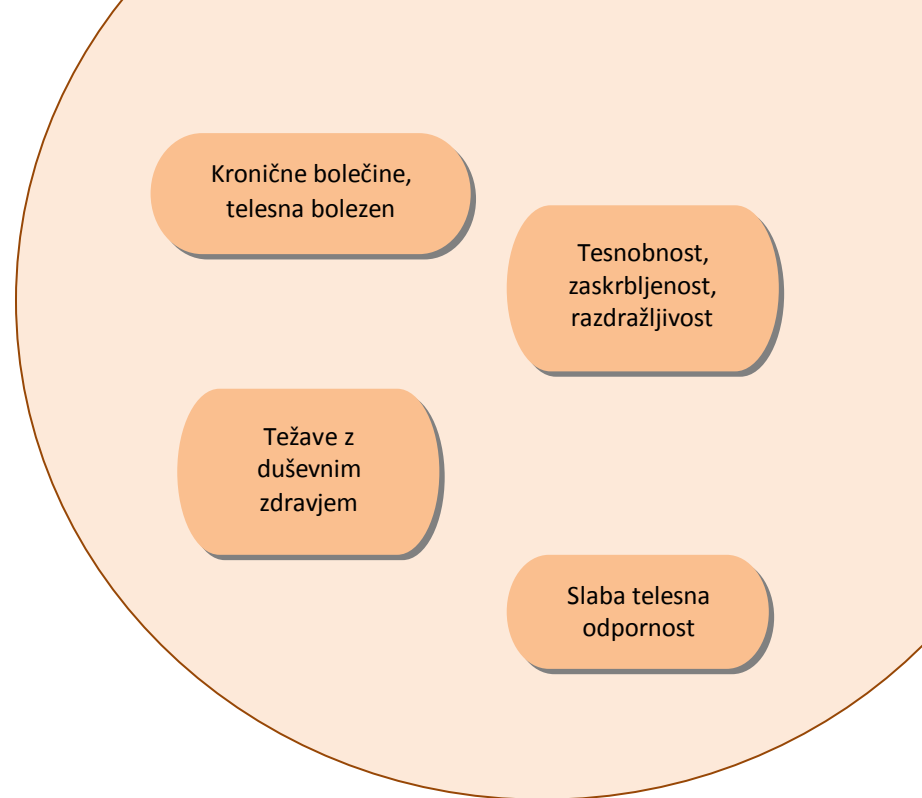 Kronične bolečine,
telesna bolezen
Tesnobnost,
zaskrbljenost,
razdražljivost
Težave z
duševnim
zdravjem
Slaba telesna
odpornost